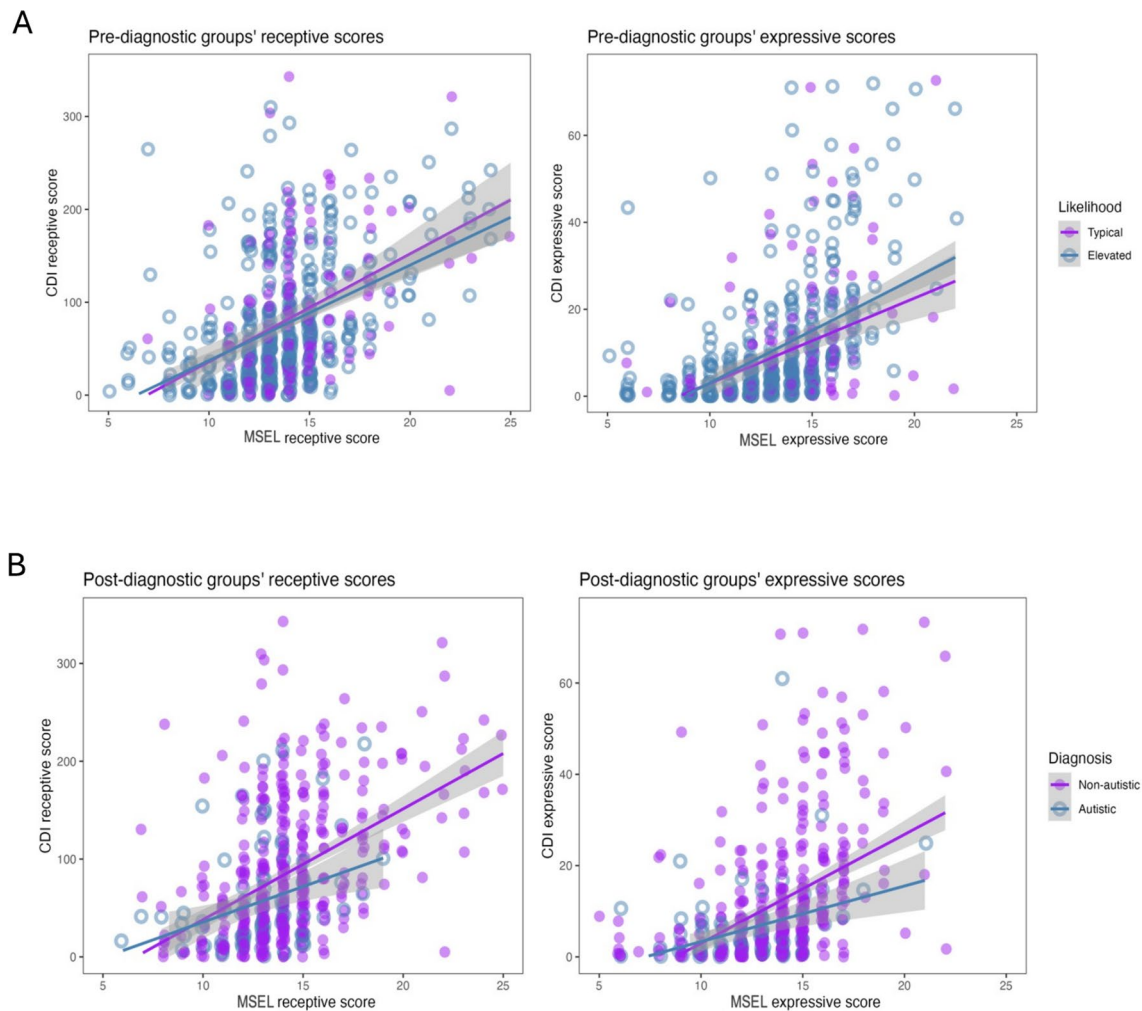 A
Pre-diagnostic groups' receptive scores
CDI receptive score
300
200
100
0
5 10 15 20 25
MSEL receptive score
Pre-diagnostic groups' expressive scores
CDI expressive score
60
40
20
0
5 10 15 20 25
MSEL expressive score
Likelihood
Typical
Elevated
B
Post-diagnostic groups' receptive scores
CDI receptive score
300
200
100
0
5 10 15 20 25
MSEL receptive score
Post-diagnostic groups' expressive scores
CDI expressive score
60
40
20
0
5 10 15 20 25
MSEL expressive score
Diagnosis
Non-autistic
Autistic